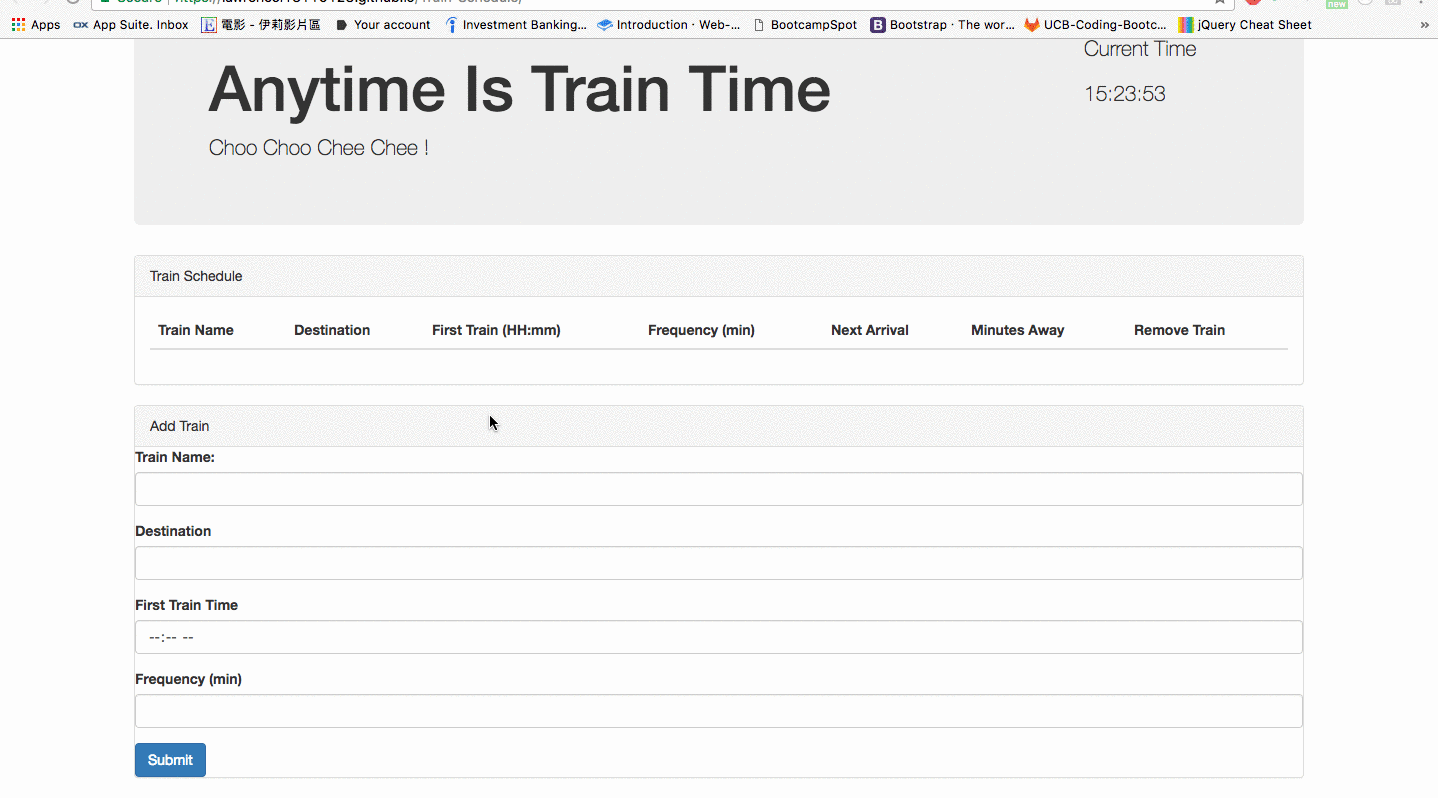 Apps App Suite. Inbox 電影 - 伊莉影片區 Your account Investment Banking... Introduction · Web-... BootcampSpot Bootstrap · The wor... UCB-Coding-Bootc... jQuery Cheat Sheet »
Current Time
Anytime Is Train Time
15:23:53
Choo Choo Chee Chee !
Train Schedule
Train Name Destination First Train (HH:mm) Frequency (min) Next Arrival Minutes Away Remove Train
Add Train
Train Name:
Destination
First Train Time
--:-- --
Frequency (min)
Submit